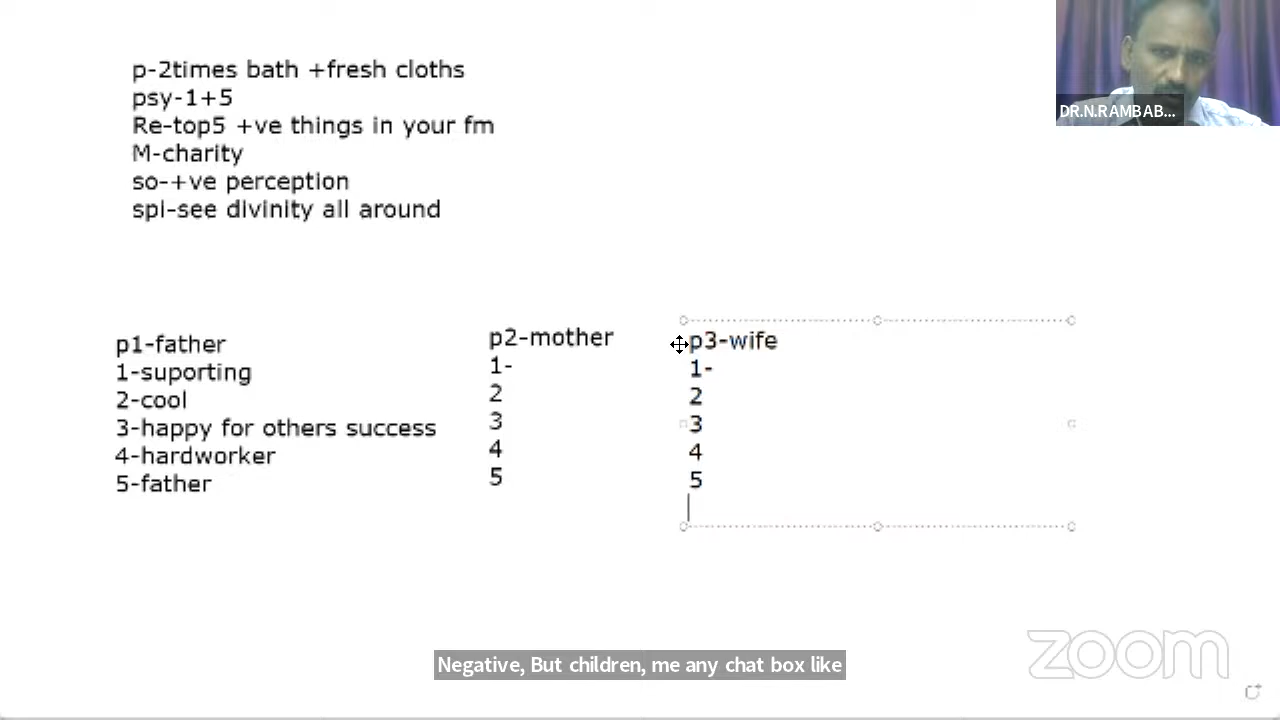 p-2times bath +fresh cloths
psy-1+5
Re-top5 +ve things in your fm
M-charity
so-+ve perception
spi-see divinity all around
DR.N.RAMBAB...
p1-father
1-suporting
2-cool
3-happy for others success
4-hardworker
5-father
p2-mother
1-
2
3
4
5
p3-wife
1-
2
3
4
5
Negative, But children, me any chat box like
zoom